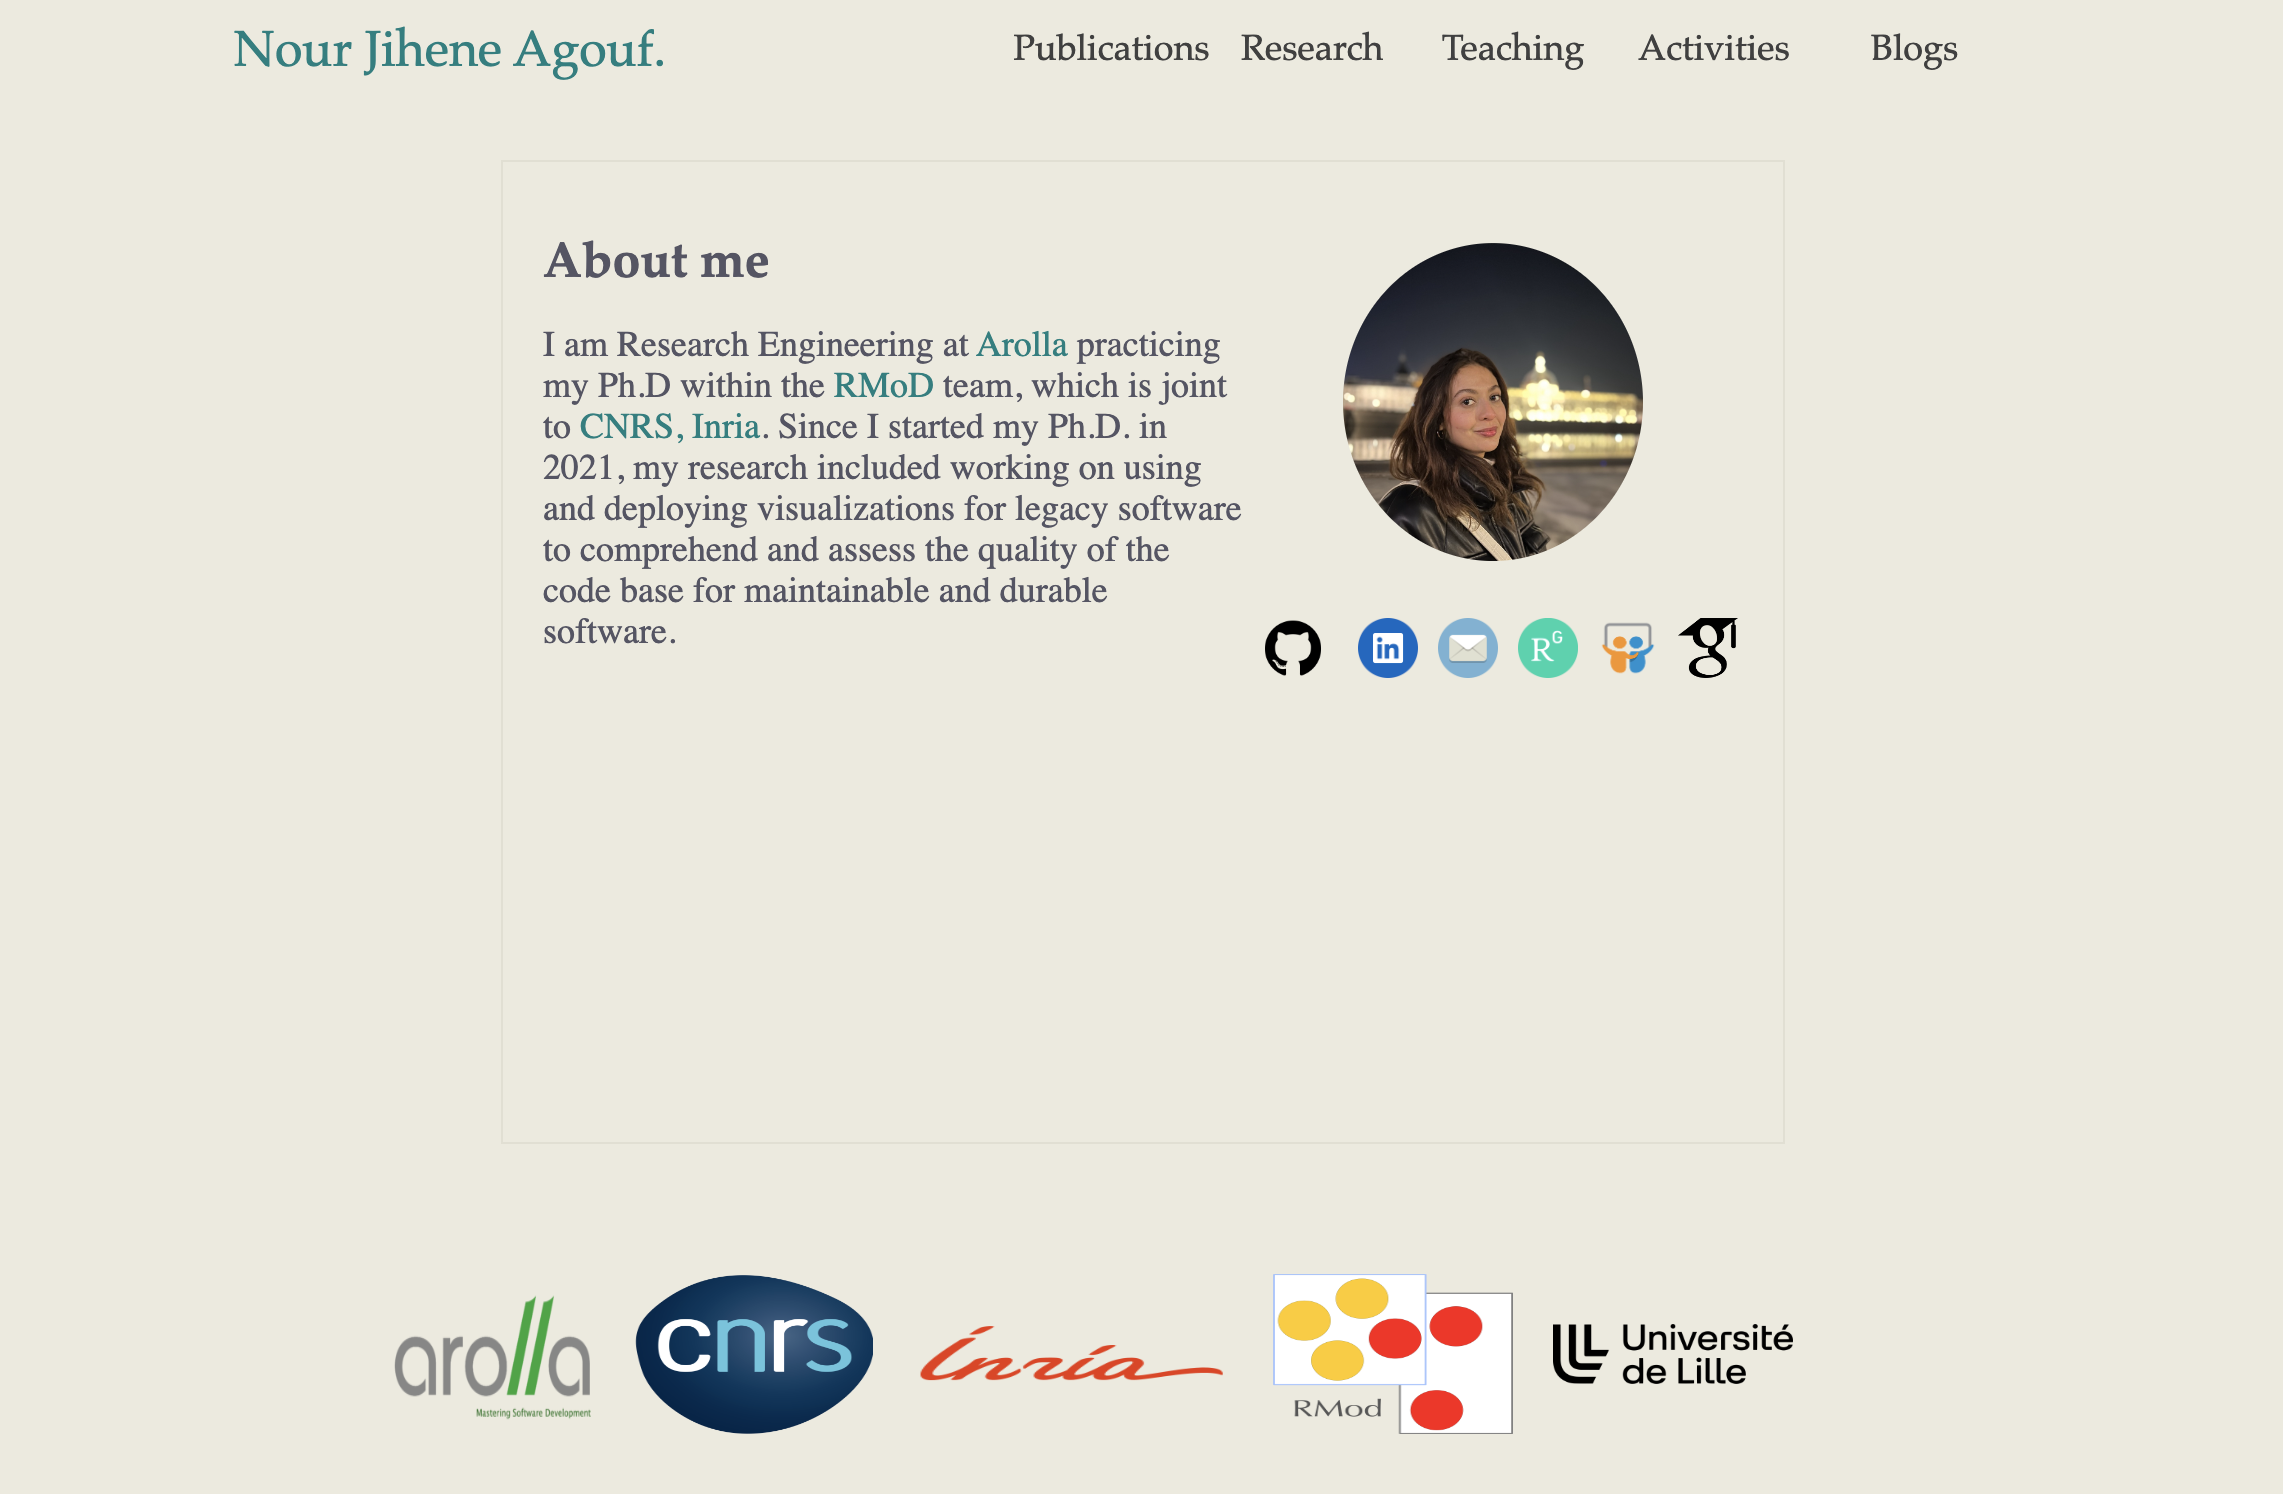 Nour Jihene Agouf.
Publications Research Teaching Activities Blogs
About me
I am Research Engineering at Arolla practicing
my Ph.D within the RMoD team, which is joint
to CNRS, Inria. Since I started my Ph.D. in
2021, my research included working on using
and deploying visualizations for legacy software
to comprehend and assess the quality of the
code base for maintainable and durable
software.
in
RG
g
arolla
Mastering Software Development
cnrs
inria
RMod
Université
de Lille